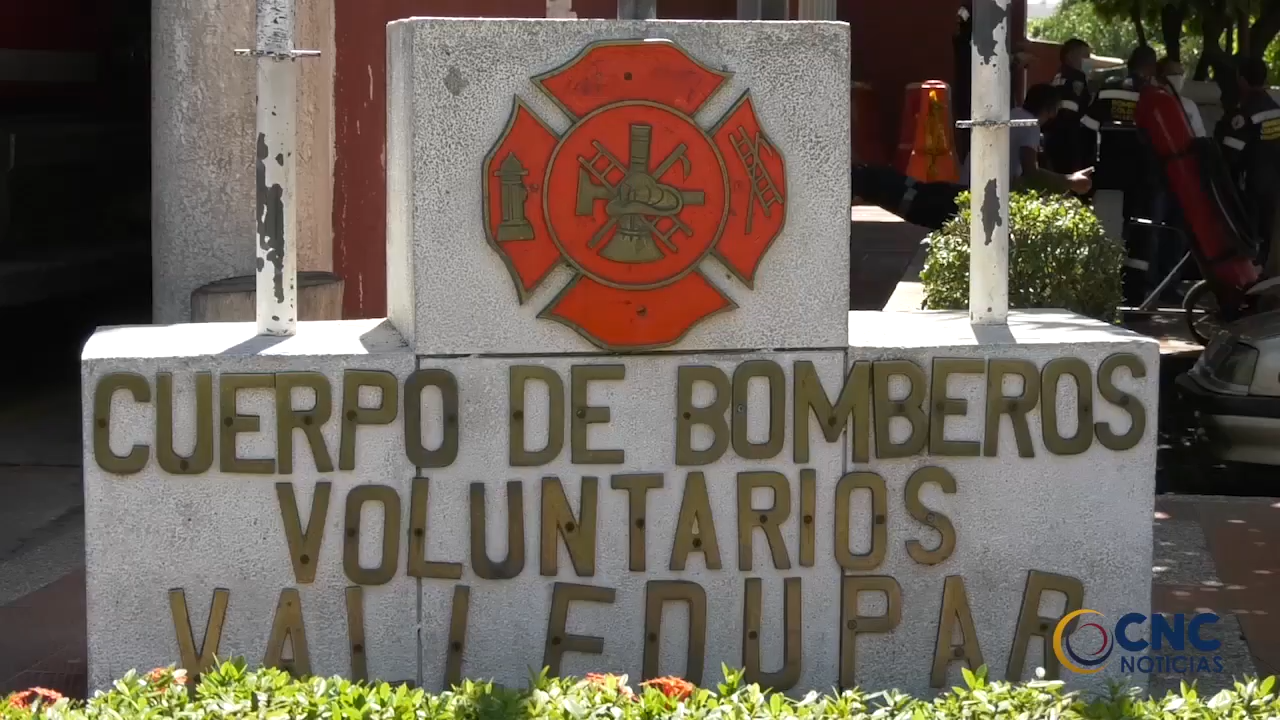 CUERPO DE BOMBEROS
VOLUNTARIOS
VALLEDUPAR
CNC
NOTICIAS